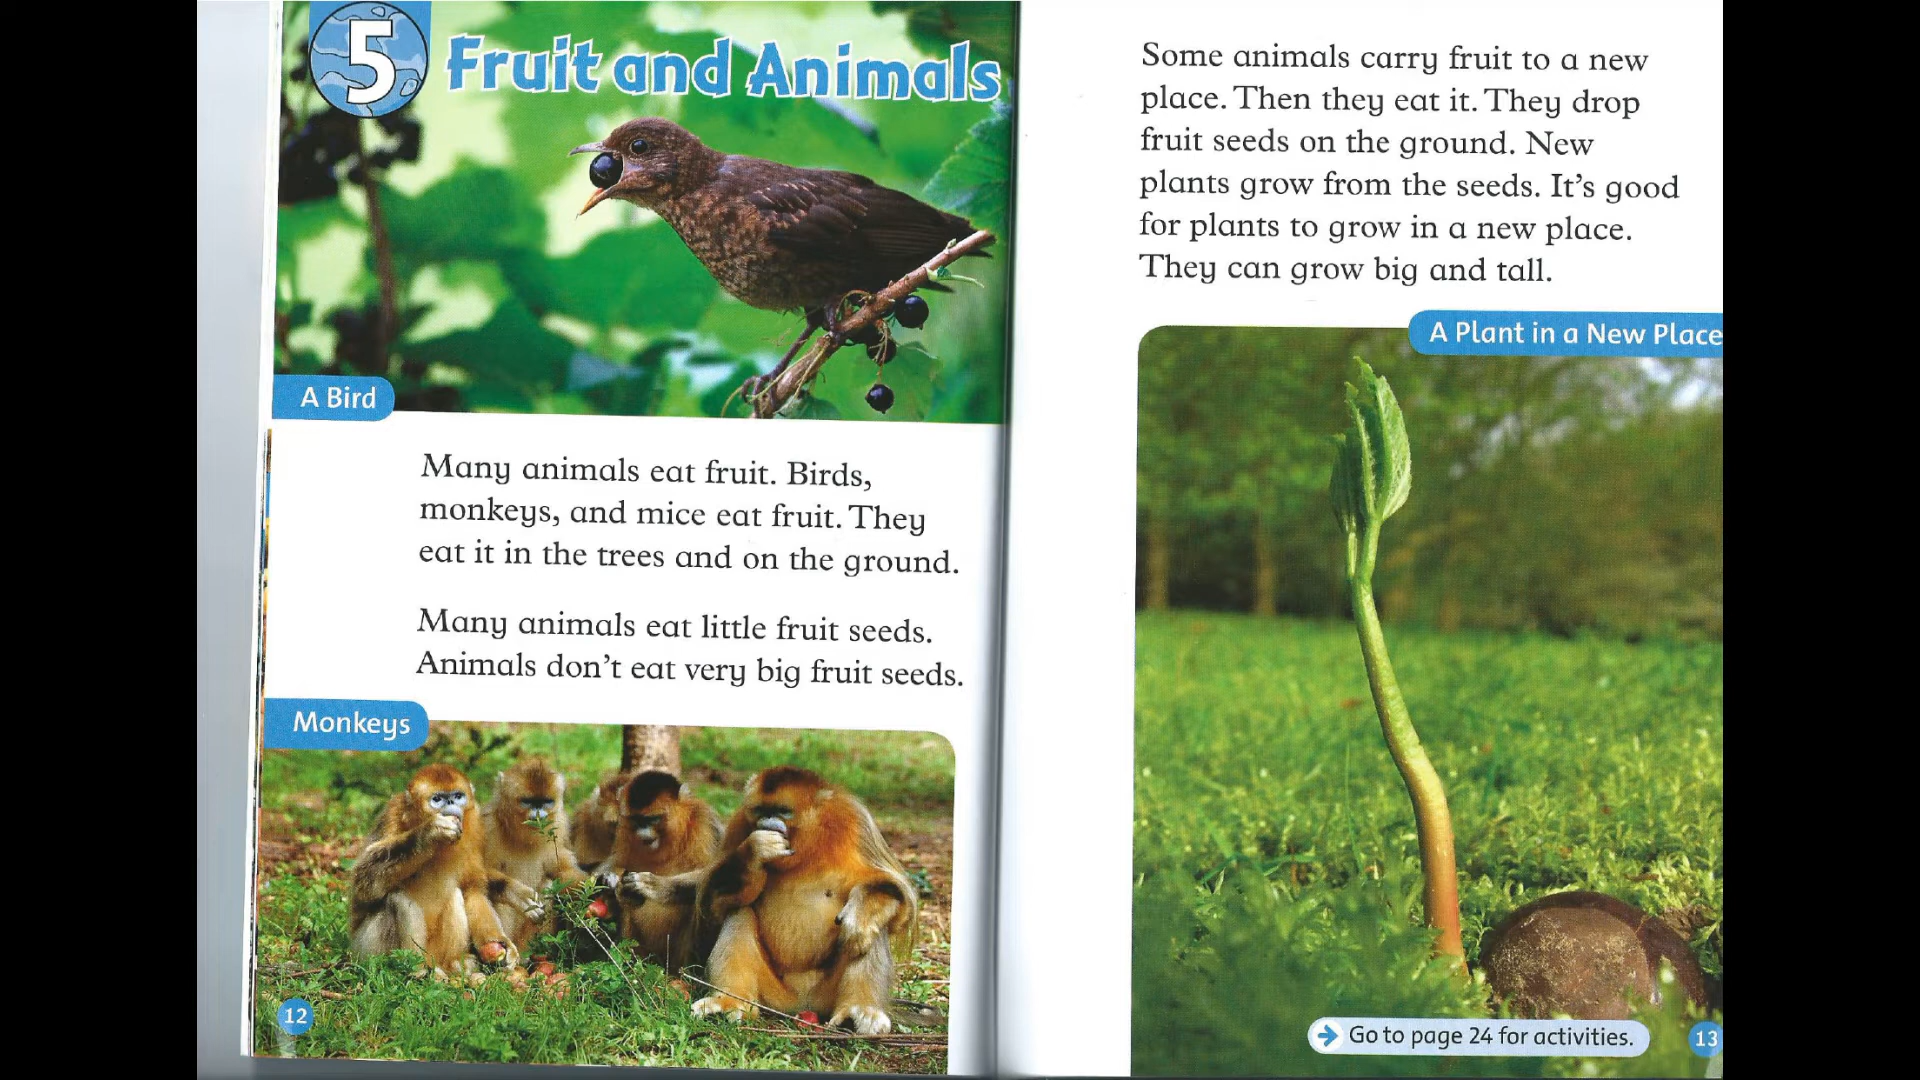 5
Fruit and Animals
A Bird
Many animals eat fruit. Birds,
monkeys, and mice eat fruit. They
eat it in the trees and on the ground.
Many animals eat little fruit seeds.
Animals don't eat very big fruit seeds.
Monkeys
12
Some animals carry fruit to a new
place. Then they eat it. They drop
fruit seeds on the ground. New
plants grow from the seeds. It's good
for plants to grow in a new place.
They can grow big and tall.
A Plant in a New Place
Go to page 24 for activities.
13